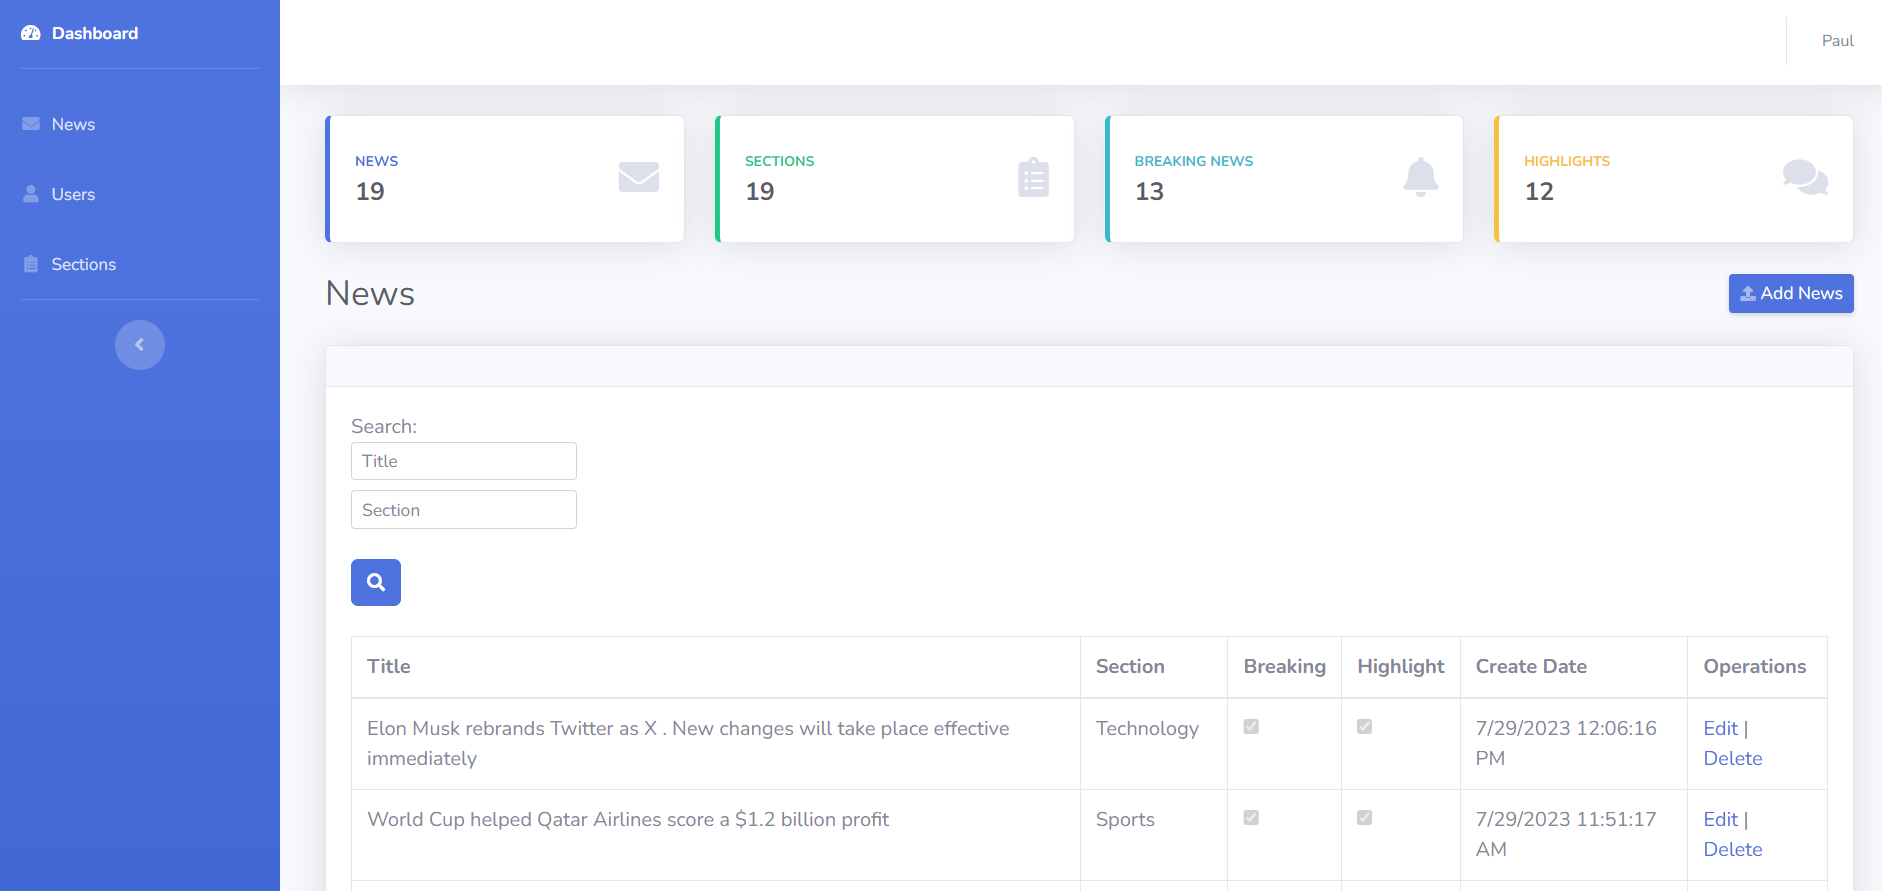 Dashboard
Paul
News
Users
Sections
NEWS
19
SECTIONS
19
BREAKING NEWS
13
HIGHLIGHTS
12
News
Add News
Search:
Title
Section
Title Section Breaking Highlight Create Date Operations
Elon Musk rebrands Twitter as X . New changes will take place effective
immediately
Technology
7/29/2023 12:06:16
PM
Edit |
Delete
World Cup helped Qatar Airlines score a $1.2 billion profit
Sports
7/29/2023 11:51:17
AM
Edit |
Delete